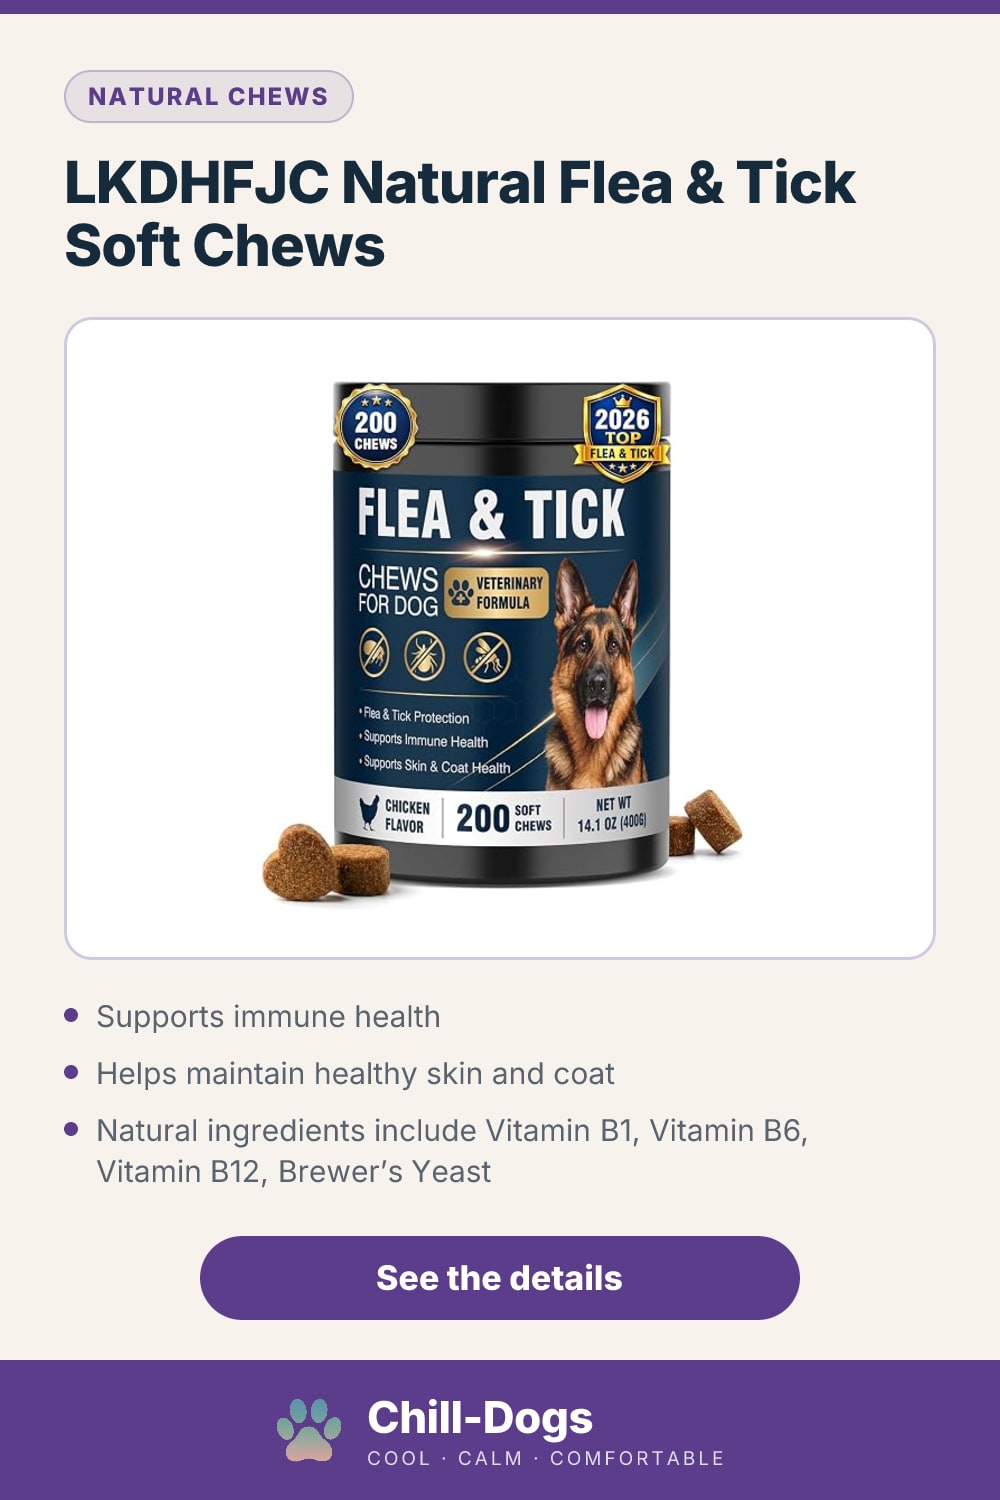 NATURAL CHEWS
LKDHFJC Natural Flea & Tick
Soft Chews
200
CHEWS
2026
TOP
FLEA & TICK
FLEA & TICK
CHEWS
FOR DOG
VETERINARY
FORMULA
• Flea & Tick Protection
• Supports Immune Health
• Supports Skin & Coat Health
CHICKEN
FLAVOR
200 SOFT
CHEWS
NET WT
14.1 OZ (400G)
• Supports immune health
• Helps maintain healthy skin and coat
• Natural ingredients include Vitamin B1, Vitamin B6,
Vitamin B12, Brewer’s Yeast
See the details
Chill-Dogs
COOL · CALM · COMFORTABLE